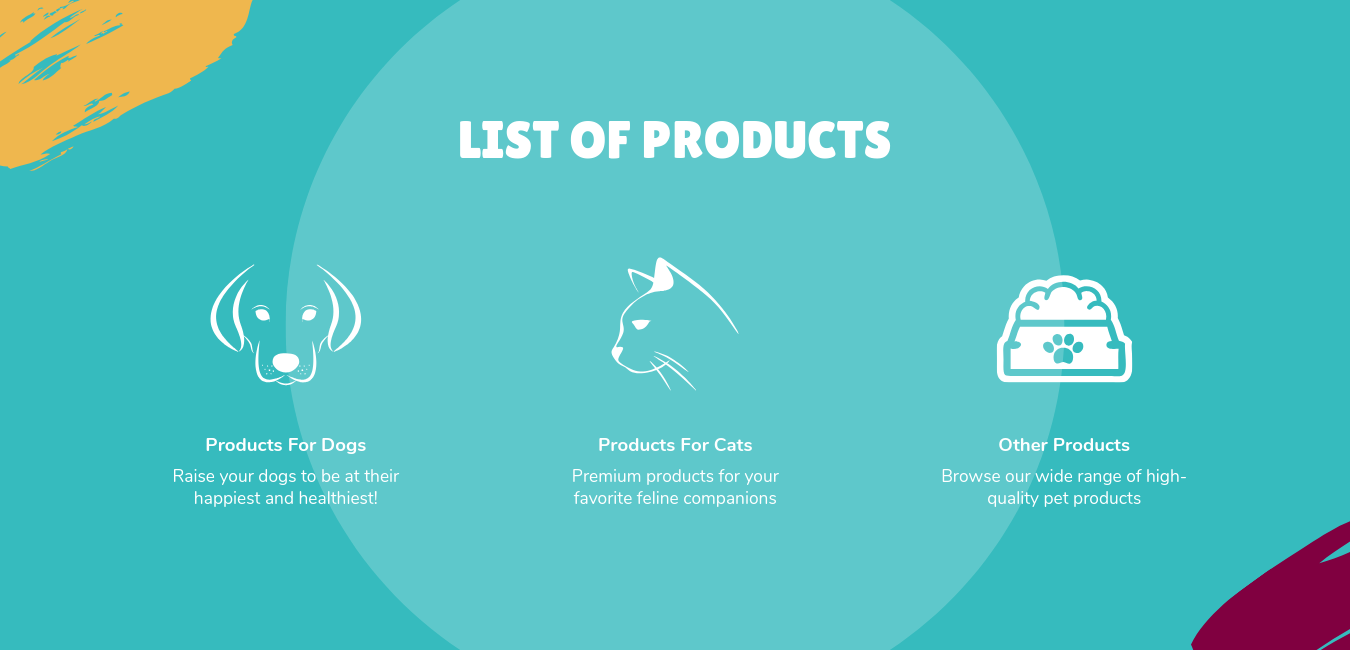 LIST OF PRODUCTS
Products For Dogs
Raise your dogs to be at their
happiest and healthiest!
Products For Cats
Premium products for your
favorite feline companions
Other Products
Browse our wide range of high-
quality pet products